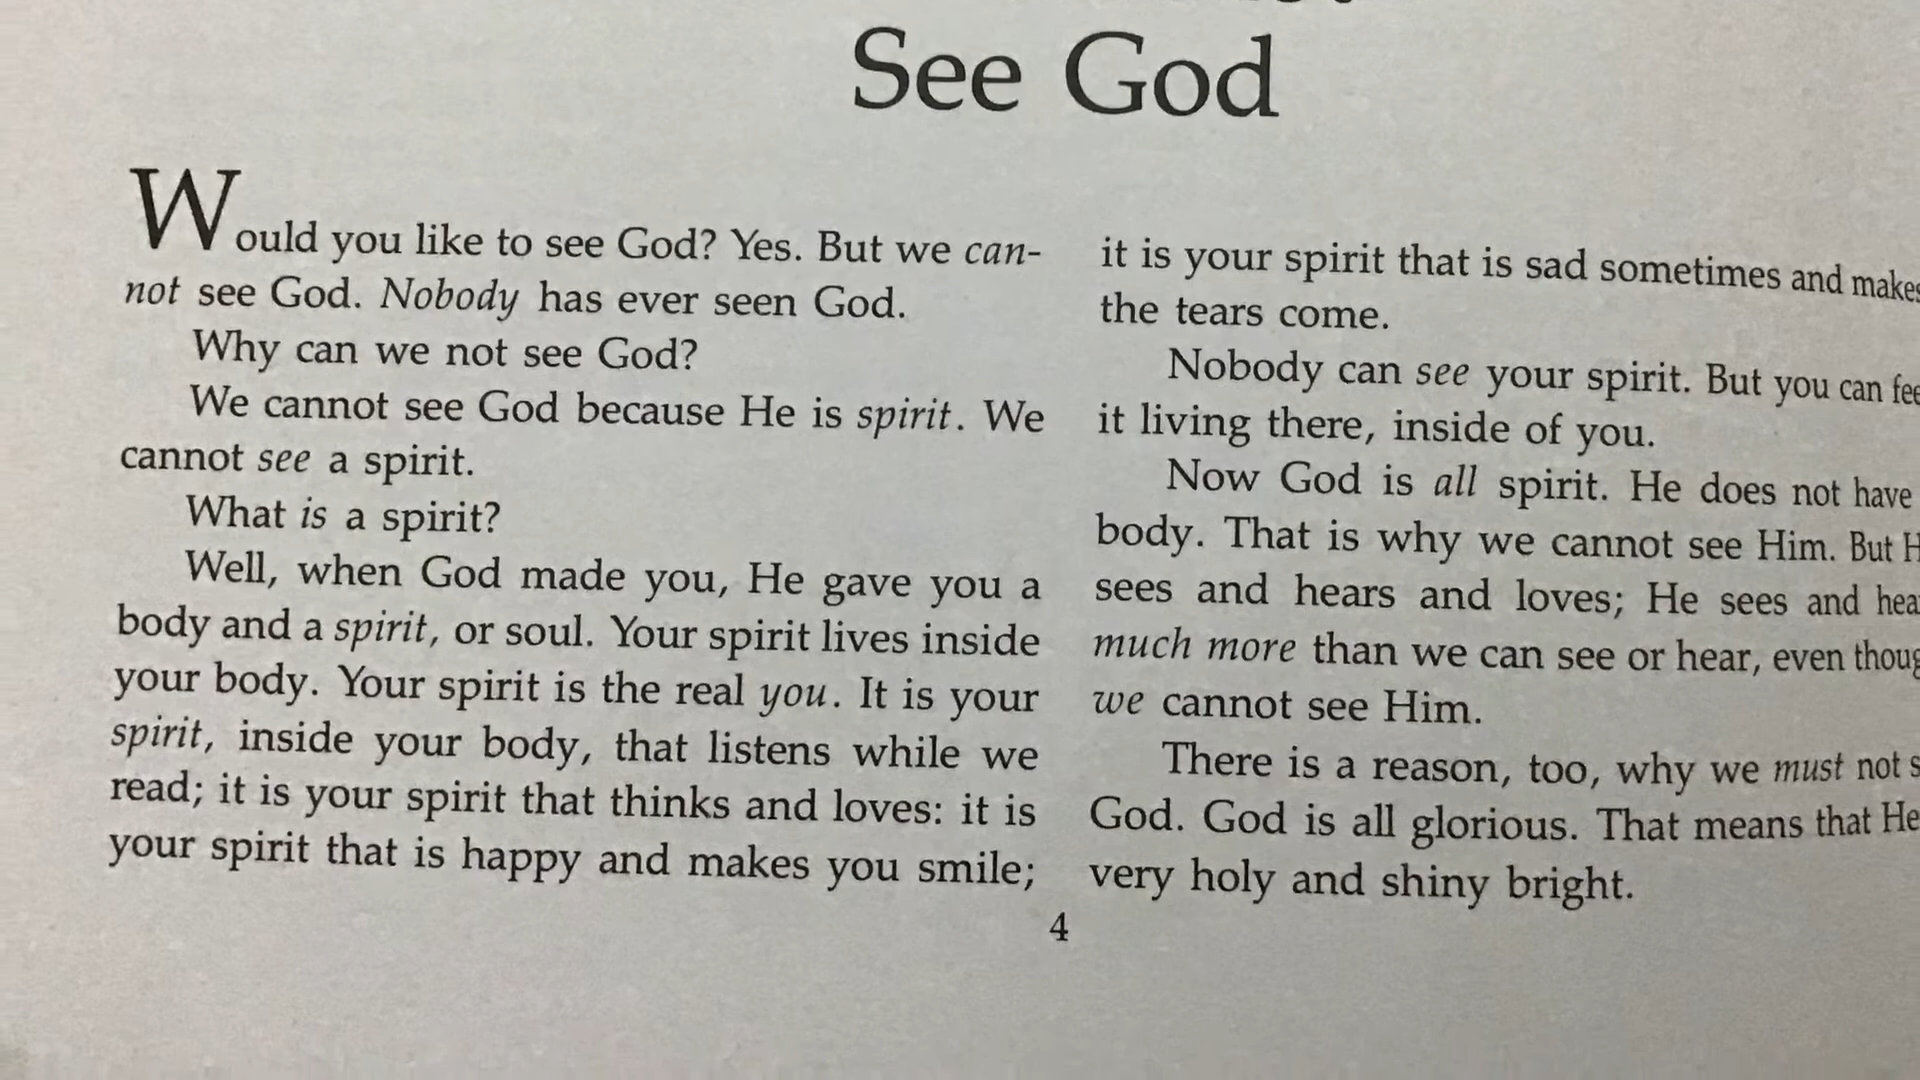 See God
Would you like to see God? Yes. But we can-
not see God. Nobody has ever seen God.
Why can we not see God?
We cannot see God because He is spirit. We
cannot see a spirit.
What is a spirit?
Well, when God made you, He gave you a
body and a spirit, or soul. Your spirit lives inside
your body. Your spirit is the real you. It is your
spirit, inside your body, that listens while we
read; it is your spirit that thinks and loves: it is
your spirit that is happy and makes you smile;
it is your spirit that is sad sometimes and makes
the tears come.
Nobody can see your spirit. But you can fee
it living there, inside of you.
Now God is all spirit. He does not have
body. That is why we cannot see Him. But H
sees and hears and loves; He sees and hea
much more than we can see or hear, even thoug
we cannot see Him.
There is a reason, too, why we must not s
God. God is all glorious. That means that He
very holy and shiny bright.
4